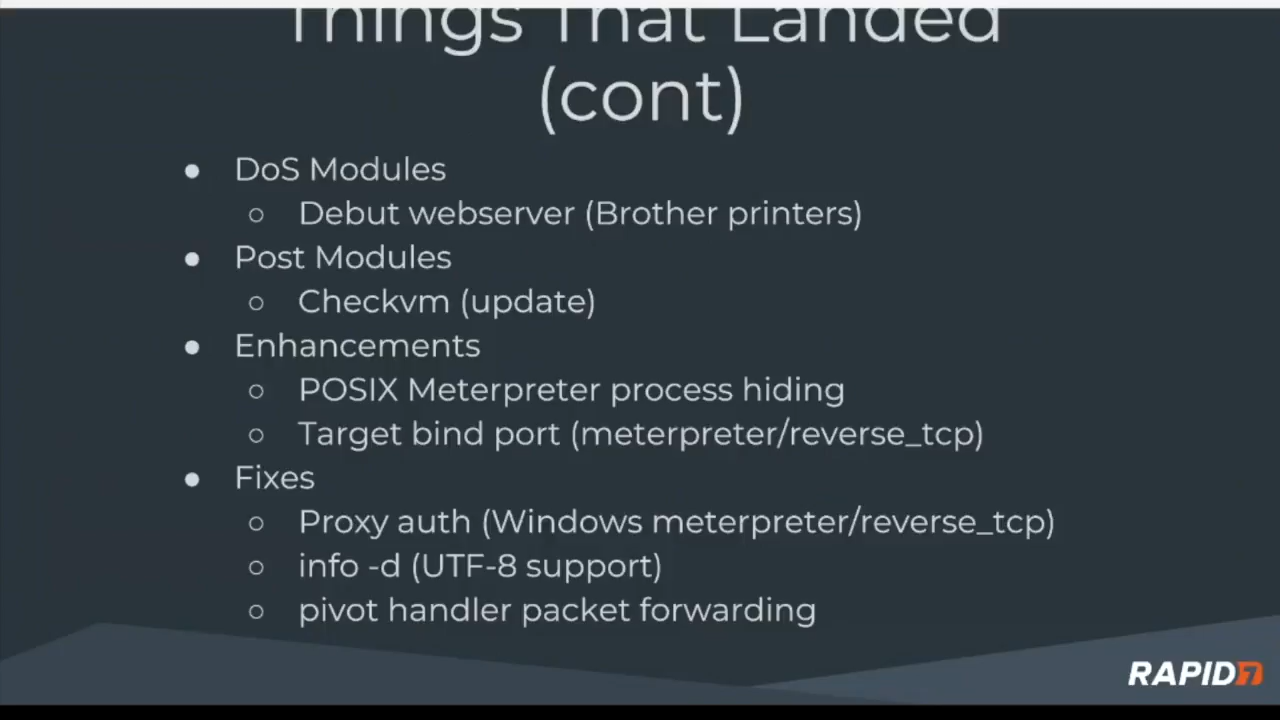 Things That Landed
(cont)
● DoS Modules
○ Debut webserver (Brother printers)
● Post Modules
○ Checkvm (update)
● Enhancements
○ POSIX Meterpreter process hiding
○ Target bind port (meterpreter/reverse_tcp)
● Fixes
○ Proxy auth (Windows meterpreter/reverse_tcp)
○ info -d (UTF-8 support)
○ pivot handler packet forwarding
RAPID7